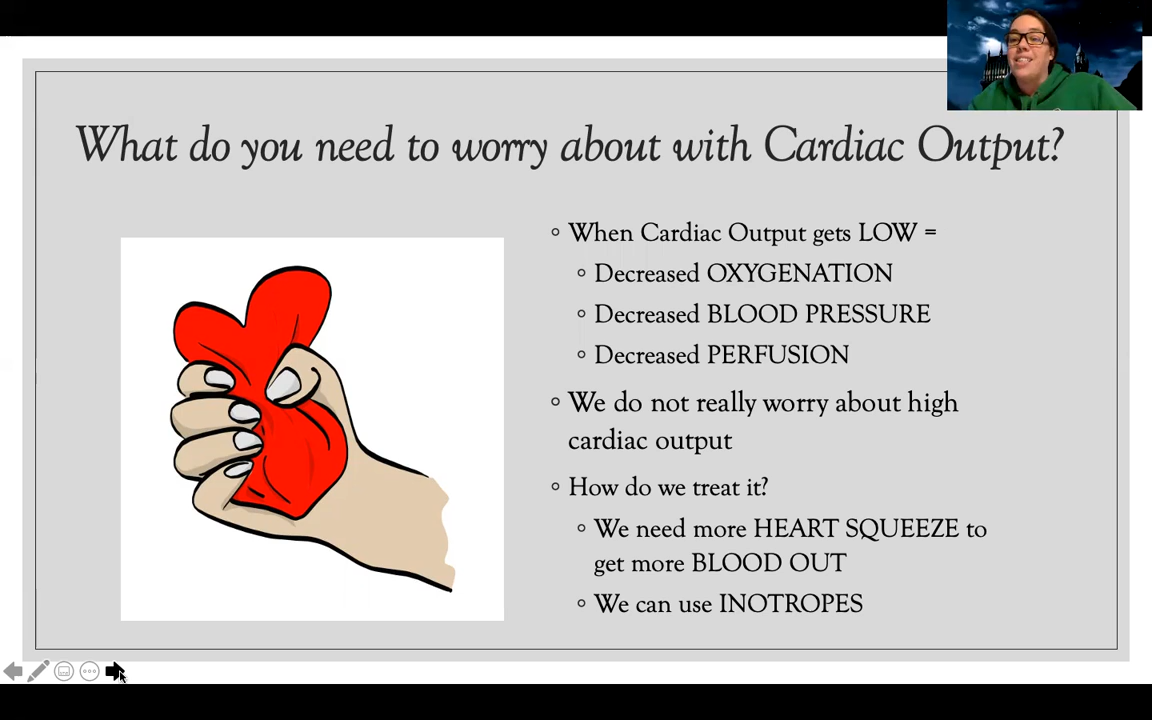 What do you need to worry about with Cardiac Output?
◦ When Cardiac Output gets LOW =
◦ Decreased OXYGENATION
◦ Decreased BLOOD PRESSURE
◦ Decreased PERFUSION
◦ We do not really worry about high
cardiac output
◦ How do we treat it?
◦ We need more HEART SQUEEZE to
get more BLOOD OUT
◦ We can use INOTROPES